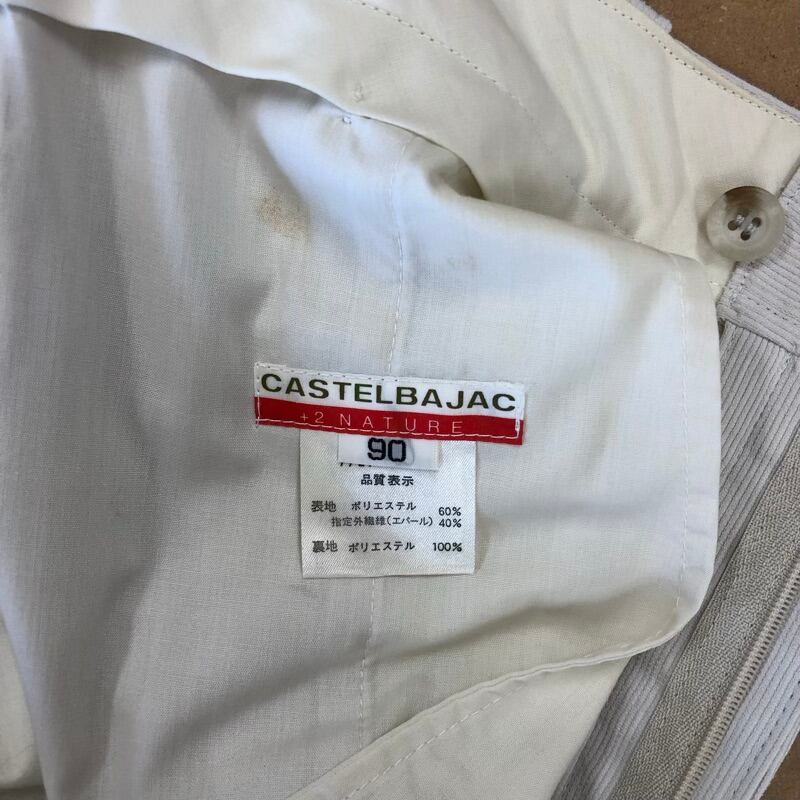 CASTELBAJAC
+2 NATURE
90
品質表示
表地 ポリエステル 60%
指定外繊維(エバール) 40%
裏地 ポリエステル 100%